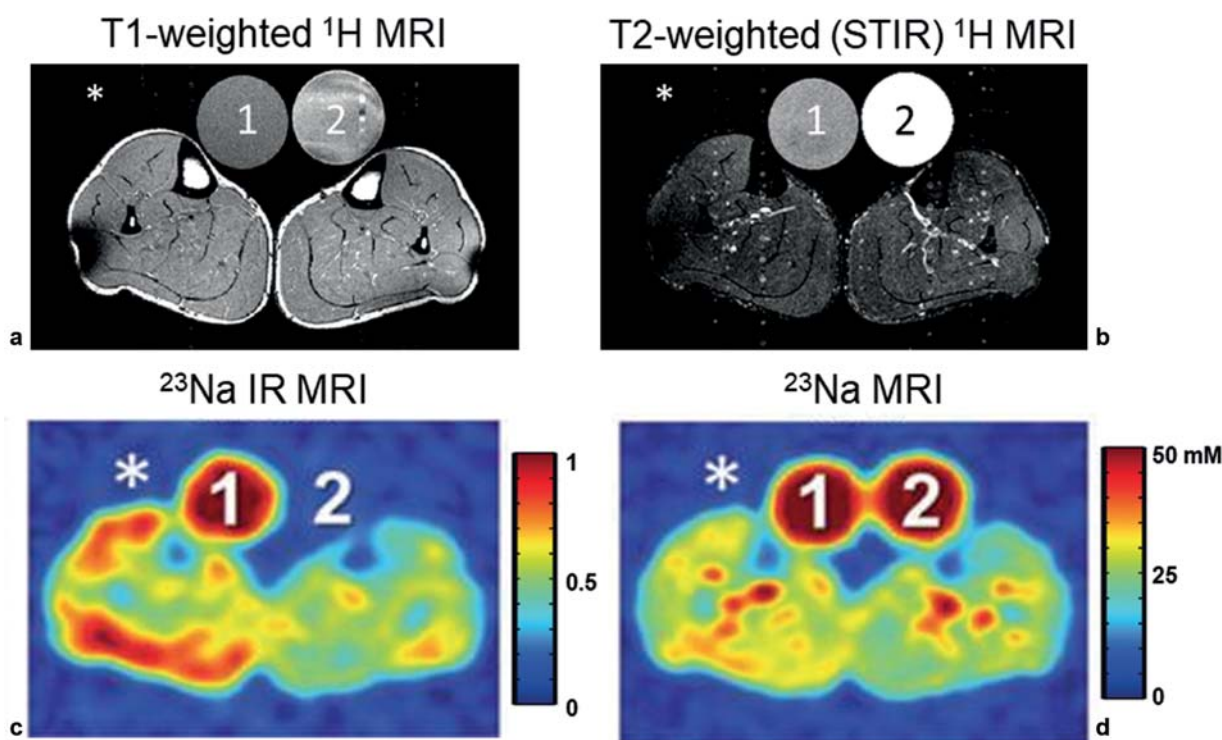 T1-weighted ¹H MRI
T2-weighted (STIR) ¹H MRI
*
1
2
a
*
1
2
b
²³Na IR MRI
²³Na MRI
*
1
2
1
0.5
0
c
*
1
2
50 mM
25
0
d